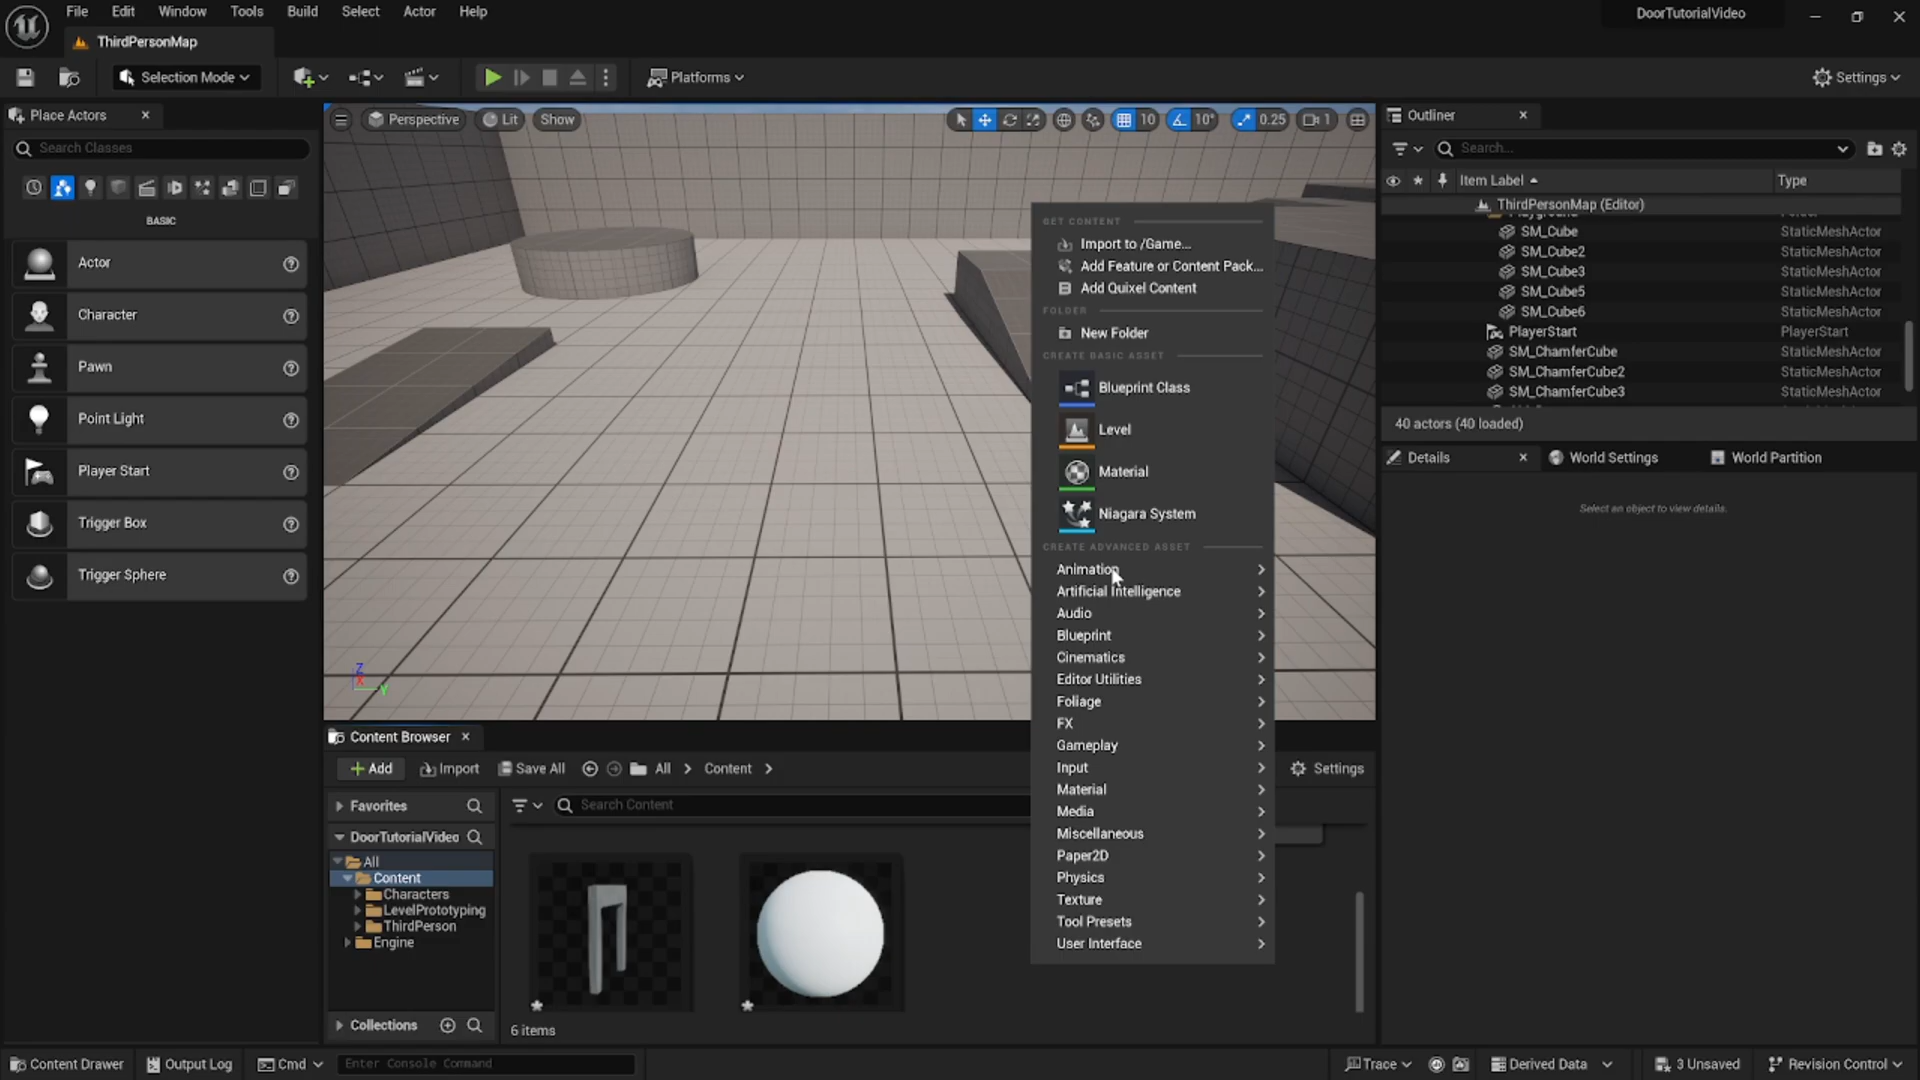 File Edit Window Tools Build Select Actor Help
DoorTutorialVideo
ThirdPersonMap
Selection Mode
Platforms
Settings
Place Actors
Search Classes
BASIC
Actor
Character
Pawn
Point Light
Player Start
Trigger Box
Trigger Sphere
Perspective
Lit
Show
10
10°
0.25
1
Z
X
Y
GET CONTENT
Import to /Game...
Add Feature or Content Pack...
Add Quixel Content
FOLDER
New Folder
CREATE BASIC ASSET
Blueprint Class
Level
Material
Niagara System
CREATE ADVANCED ASSET
Animation
Artificial Intelligence
Audio
Blueprint
Cinematics
Editor Utilities
Foliage
FX
Gameplay
Input
Material
Media
Miscellaneous
Paper2D
Physics
Texture
Tool Presets
User Interface
Outliner
Search...
Item Label Type
ThirdPersonMap (Editor)
Playground Folder
SM_Cube StaticMeshActor
SM_Cube2 StaticMeshActor
SM_Cube3 StaticMeshActor
SM_Cube5 StaticMeshActor
SM_Cube6 StaticMeshActor
PlayerStart PlayerStart
SM_ChamferCube StaticMeshActor
SM_ChamferCube2 StaticMeshActor
SM_ChamferCube3 StaticMeshActor
40 actors (40 loaded)
Details
World Settings
World Partition
Select an object to view details.
Content Browser
Add
Import
Save All
All
Content
Settings
Favorites
Search Content
DoorTutorialVideo
All
Content
Characters
LevelPrototyping
ThirdPerson
Engine
Collections
6 items
Content Drawer
Output Log
Cmd
Enter Console Command
Trace
Derived Data
3 Unsaved
Revision Control